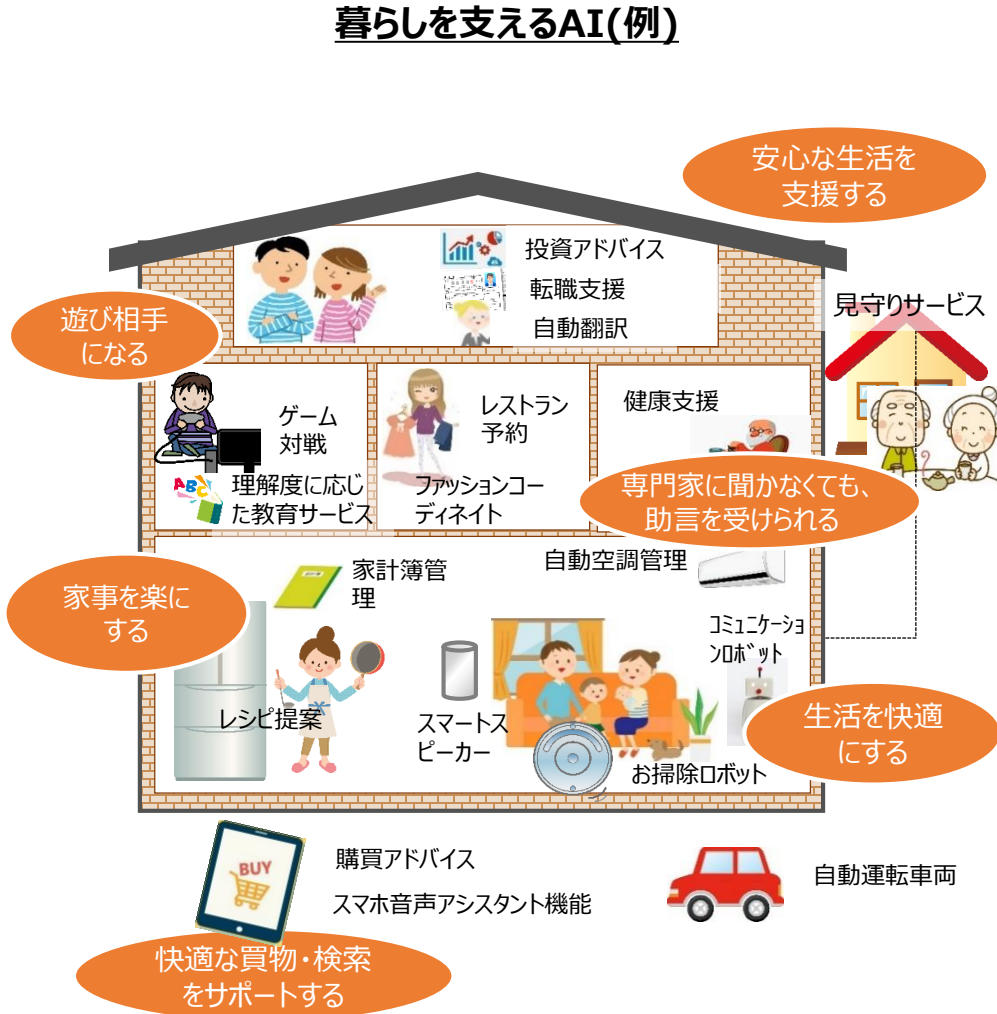 暮らしを支えるAI(例)
安心な生活を
支援する
投資アドバイス
転職支援
自動翻訳
見守りサービス
遊び相手
になる
ゲーム
対戦
理解度に応じ
た教育サービス
レストラン
予約
ファッションコー
ディネイト
健康支援
専門家に聞かなくても、
助言を受けられる
家事を楽に
する
家計簿管
理
自動空調管理
ｺﾐｭﾆｹｰｼｮ
ﾝﾛﾎﾞｯﾄ
レシピ提案
スマートス
ピーカー
お掃除ロボット
生活を快適
にする
BUY
購買アドバイス
スマホ音声アシスタント機能
自動運転車両
快適な買物・検索
をサポートする
ABC